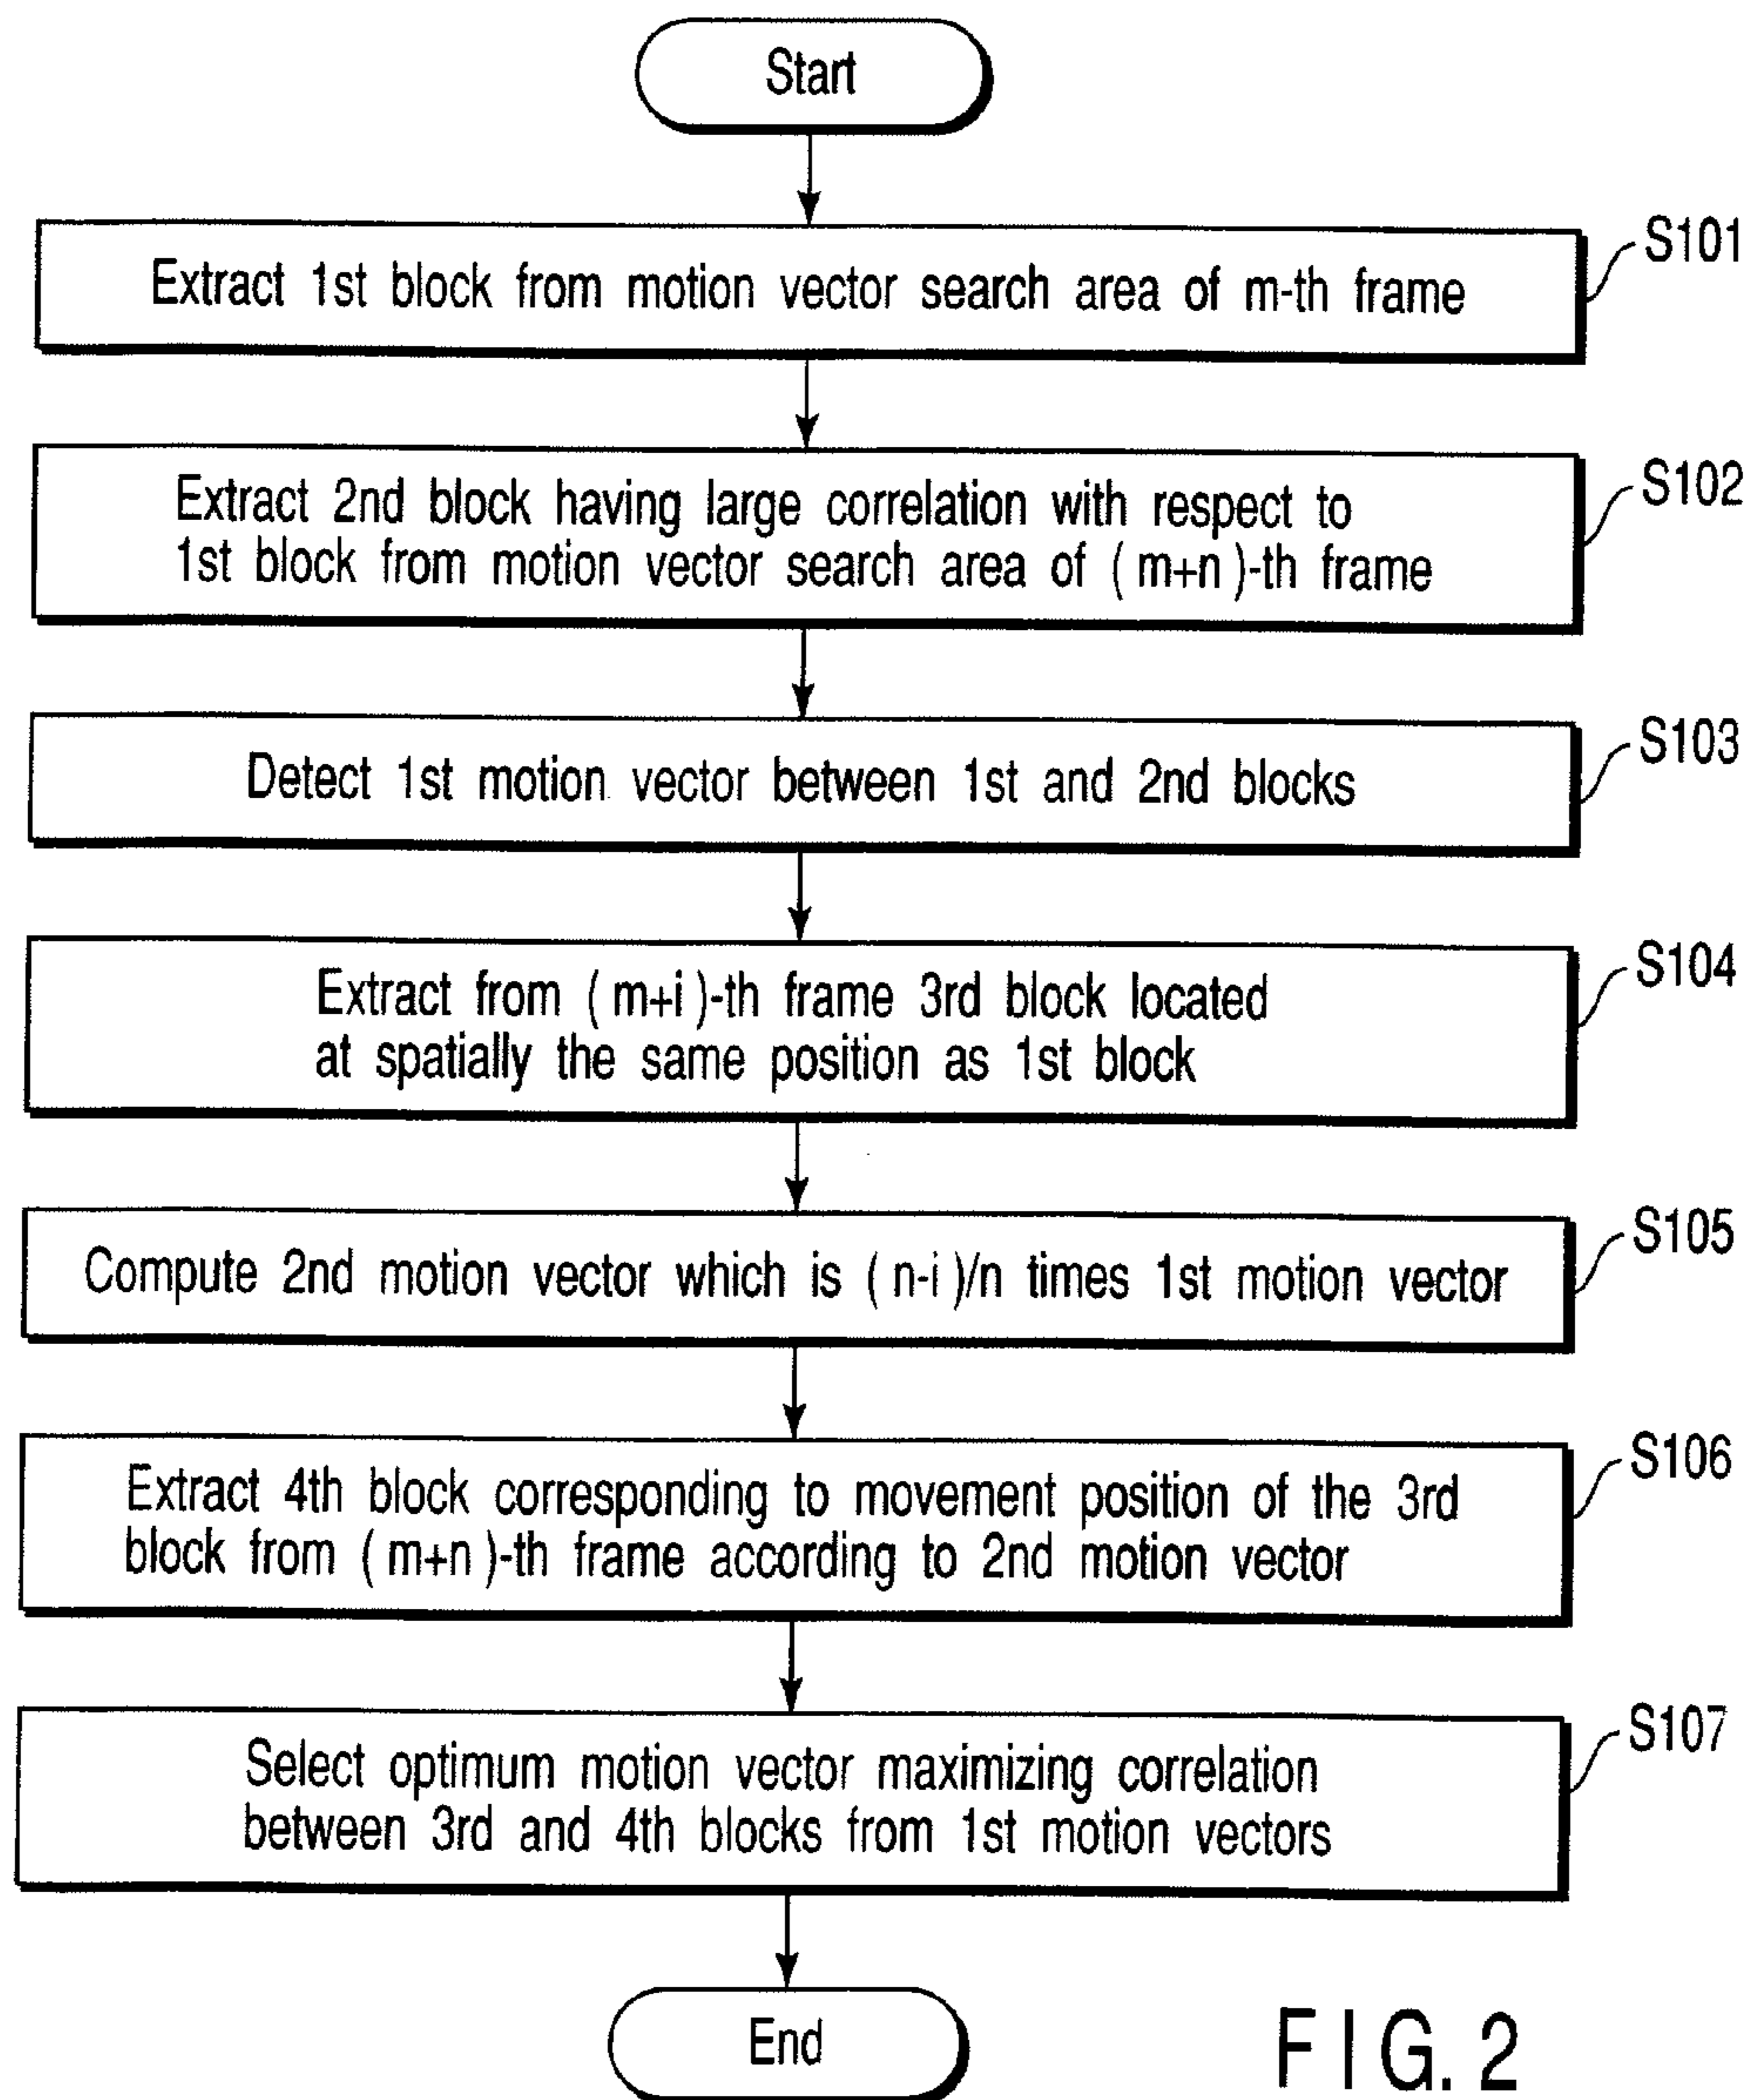 Start
Extract 1st block from motion vector search area of m-th frame
S101
Extract 2nd block having large correlation with respect to
1st block from motion vector search area of (m+n)-th frame
S102
Detect 1st motion vector between 1st and 2nd blocks
S103
Extract from (m+i)-th frame 3rd block located
at spatially the same position as 1st block
S104
Compute 2nd motion vector which is (n-i)/n times 1st motion vector
S105
Extract 4th block corresponding to movement position of the 3rd
block from (m+n)-th frame according to 2nd motion vector
S106
Select optimum motion vector maximizing correlation
between 3rd and 4th blocks from 1st motion vectors
S107
End
FIG. 2